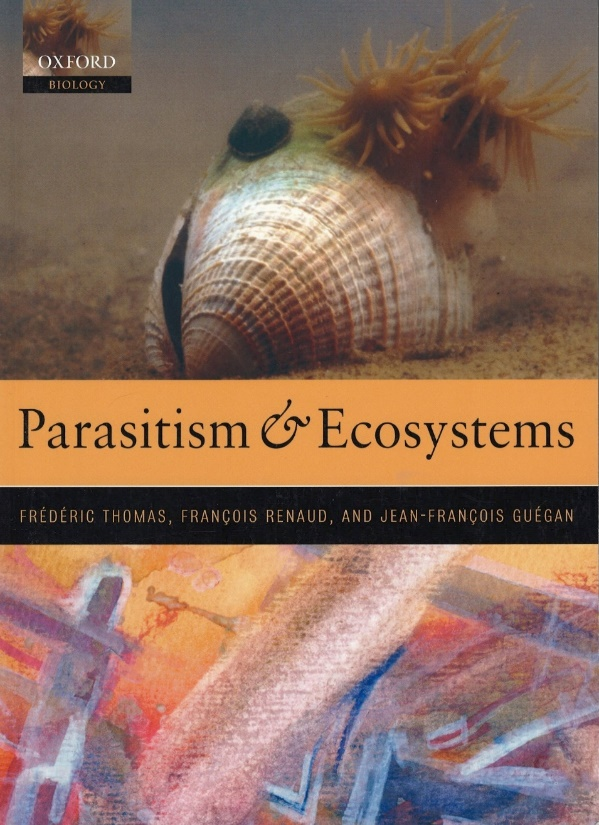 OXFORD
BIOLOGY
Parasitism & Ecosystems
FRÉDÉRIC THOMAS, FRANÇOIS RENAUD, AND JEAN-FRANÇOIS GUÉGAN